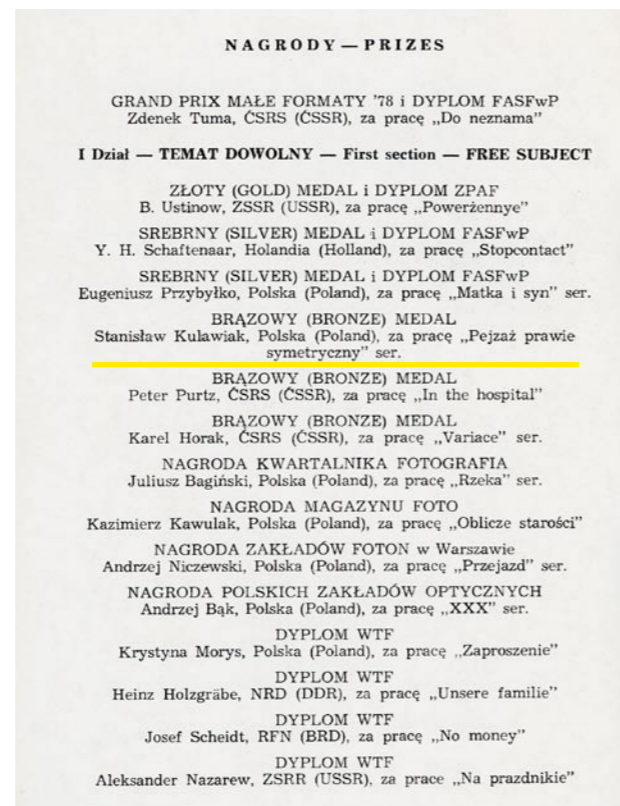 NAGRODY — PRIZES
GRAND PRIX MAŁE FORMATY '78 i DYPLOM FASFwP
Zdenek Tuma, ČSRS (ČSSR), za pracę „Do neznama”
I Dział — TEMAT DOWOLNY — First section — FREE SUBJECT
ZŁOTY (GOLD) MEDAL i DYPLOM ZPAF
B. Ustinow, ZSSR (USSR), za pracę „Powerżennye”
SREBRNY (SILVER) MEDAL i DYPLOM FASFwP
Y. H. Schaftenaar, Holandia (Holland), za pracę „Stopcontact”
SREBRNY (SILVER) MEDAL i DYPLOM FASFwP
Eugeniusz Przybyłko, Polska (Poland), za pracę „Matka i syn” ser.
BRĄZOWY (BRONZE) MEDAL
Stanisław Kulawiak, Polska (Poland), za pracę „Pejzaż prawie
symetryczny” ser.
BRĄZOWY (BRONZE) MEDAL
Peter Purtz, ČSRS (ČSSR), za pracę „In the hospital”
BRĄZOWY (BRONZE) MEDAL
Karel Horak, ČSRS (ČSSR), za pracę „Variace” ser.
NAGRODA KWARTALNIKA FOTOGRAFIA
Juliusz Bagiński, Polska (Poland), za pracę „Rzeka” ser.
NAGRODA MAGAZYNU FOTO
Kazimierz Kawulak, Polska (Poland), za pracę „Oblicze starości”
NAGRODA ZAKŁADÓW FOTON w Warszawie
Andrzej Niczewski, Polska (Poland), za pracę „Przejazd” ser.
NAGRODA POLSKICH ZAKŁADÓW OPTYCZNYCH
Andrzej Bąk, Polska (Poland), za pracę „XXX” ser.
DYPLOM WTF
Krystyna Morys, Polska (Poland), za pracę „Zaproszenie”
DYPLOM WTF
Heinz Holzgräbe, NRD (DDR), za pracę „Unsere familie”
DYPLOM WTF
Josef Scheidt, RFN (BRD), za pracę „No money”
DYPLOM WTF
Aleksander Nazarew, ZSRR (USSR), za prace „Na prazdnikie”